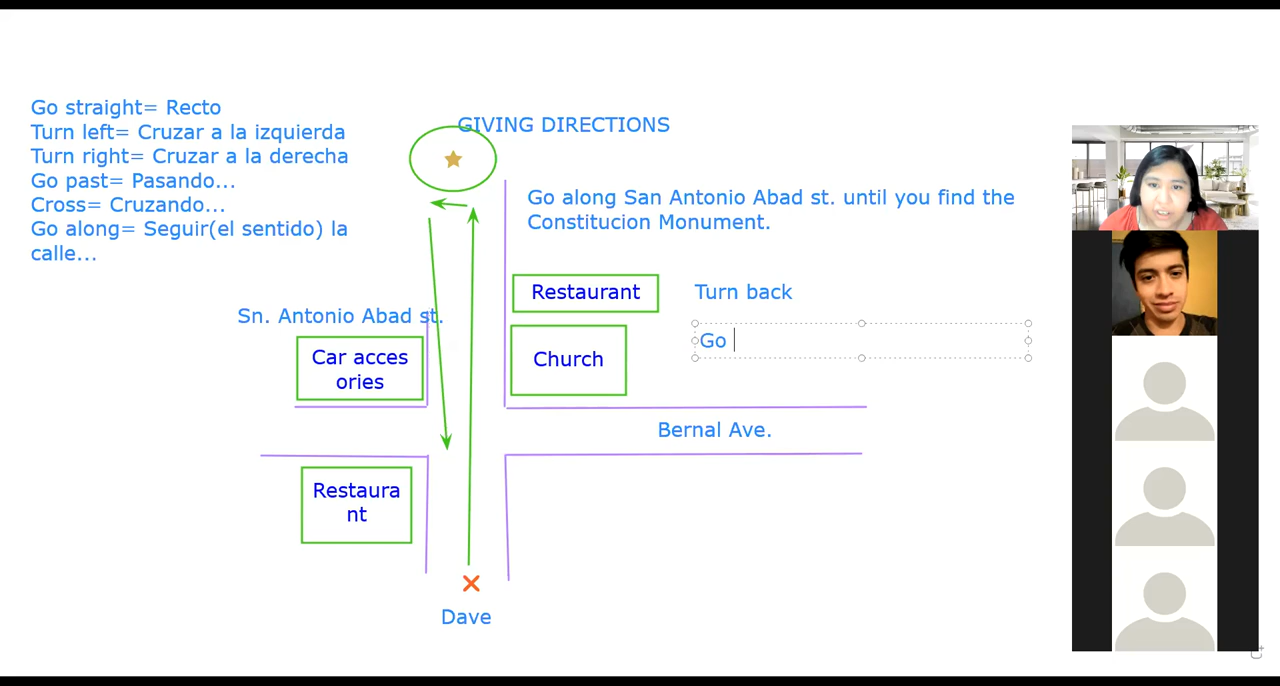 GIVING DIRECTIONS
Go straight= Recto
Turn left= Cruzar a la izquierda
Turn right= Cruzar a la derecha
Go past= Pasando...
Cross= Cruzando...
Go along= Seguir(el sentido) la
calle...
Go along San Antonio Abad st. until you find the
Constitucion Monument.
Restaurant
Turn back
Sn. Antonio Abad st.
Go
Car acces
ories
Church
Bernal Ave.
Restaura
nt
Dave